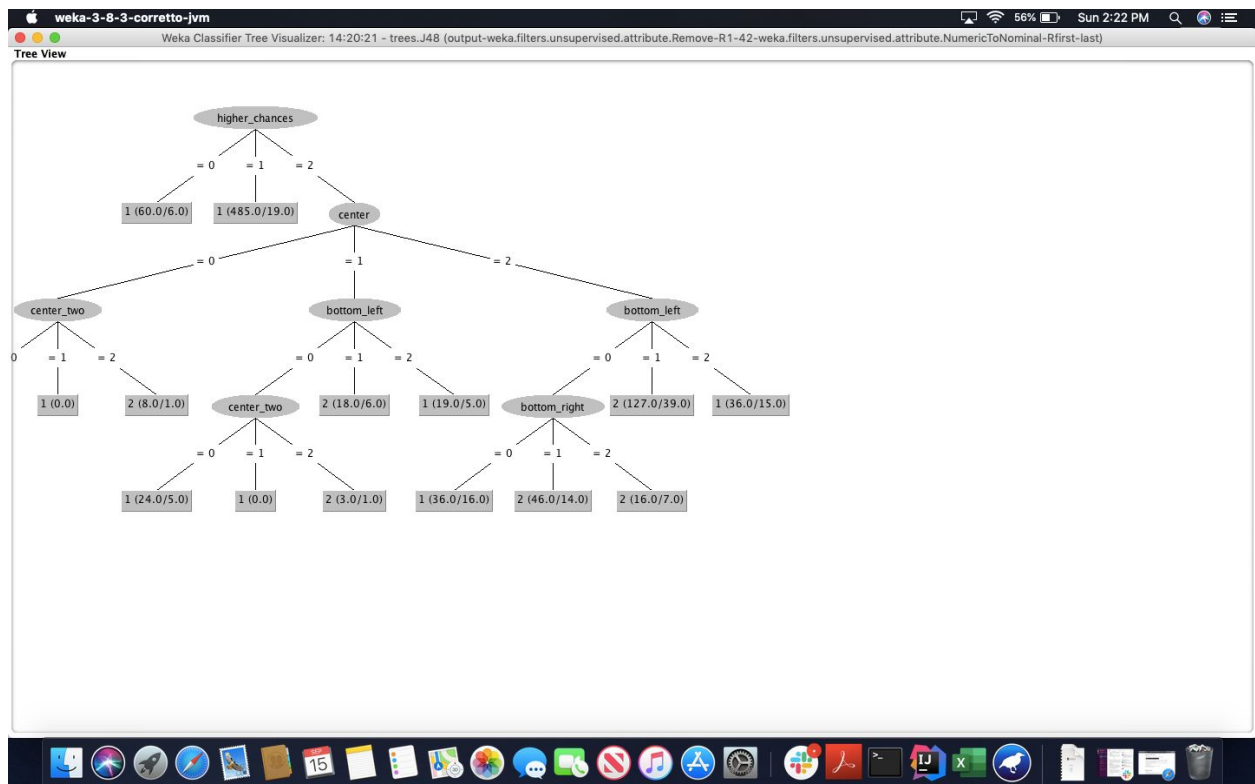 weka-3-8-3-corretto-jvm 56% Sun 2:22 PM
Weka Classifier Tree Visualizer: 14:20:21 - trees.J48 (output-weka.filters.unsupervised.attribute.Remove-R1-42-weka.filters.unsupervised.attribute.NumericToNominal-Rfirst-last)
Tree View
higher_chances
= 0 = 1 = 2
1 (60.0/6.0) 1 (485.0/19.0) center
= 0 = 1 = 2
center_two bottom_left bottom_left
0 = 1 = 2 = 0 = 1 = 2 = 0 = 1 = 2
1 (0.0) 2 (8.0/1.0) center_two 2 (18.0/6.0) 1 (19.0/5.0) bottom_right 2 (127.0/39.0) 1 (36.0/15.0)
= 0 = 1 = 2 = 0 = 1 = 2
1 (24.0/5.0) 1 (0.0) 2 (3.0/1.0) 1 (36.0/16.0) 2 (46.0/14.0) 2 (16.0/7.0)
SEP
15